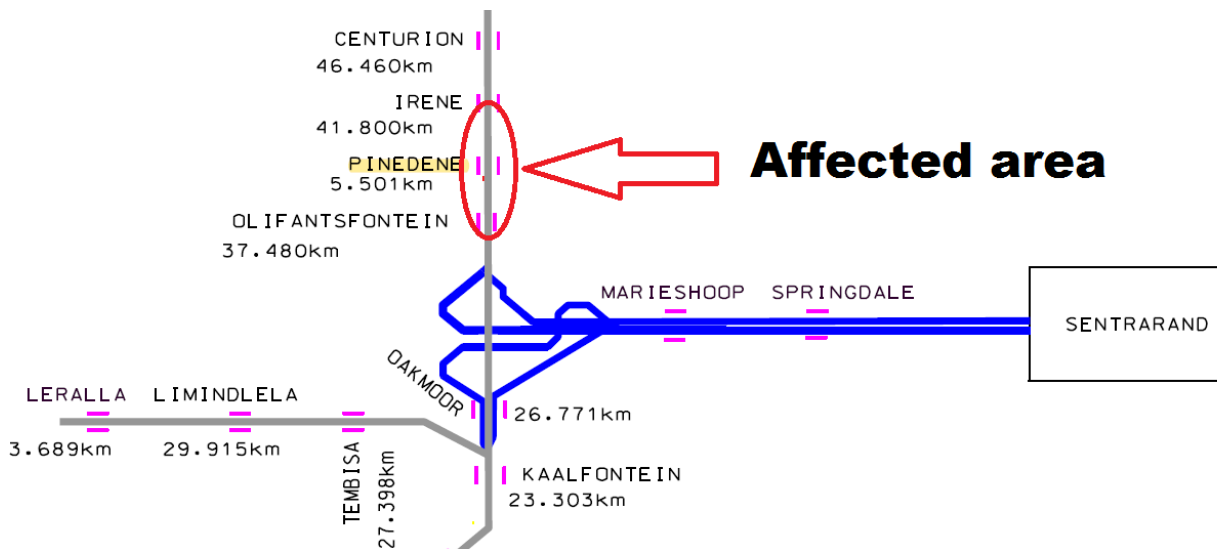 CENTURION
46.460km
IRENE
41.800km
PINEDENE
5.501km
Affected area
OLIFANTSFONTEIN
37.480km
MARIESHOOP
SPRINGDALE
SENTRARAND
OAKMOOR
26.771km
LERALLA
LIMINDLELA
3.689km
29.915km
TEMBISA
27.398km
KAALFONTEIN
23.303km